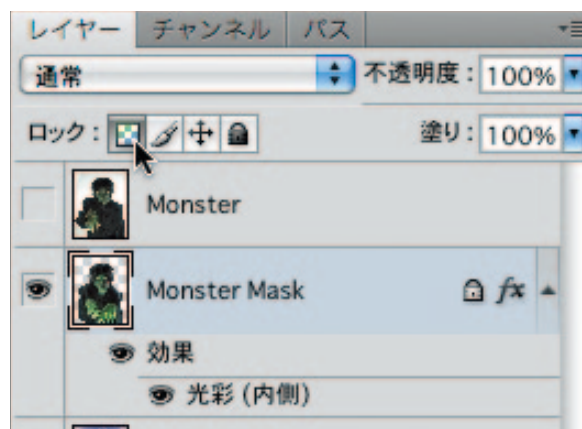 レイヤー チャンネル パス
通常 不透明度： 100%
ロック： 塗り： 100%
Monster
Monster Mask fx
効果
光彩 (内側)